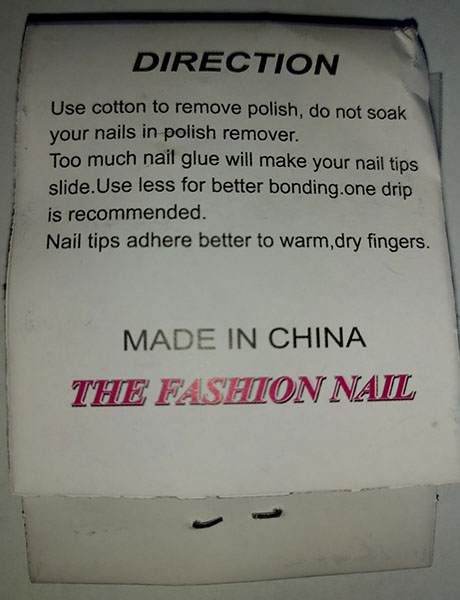 DIRECTION
Use cotton to remove polish, do not soak
your nails in polish remover.
Too much nail glue will make your nail tips
slide.Use less for better bonding.one drip
is recommended.
Nail tips adhere better to warm,dry fingers.
MADE IN CHINA
THE FASHION NAIL